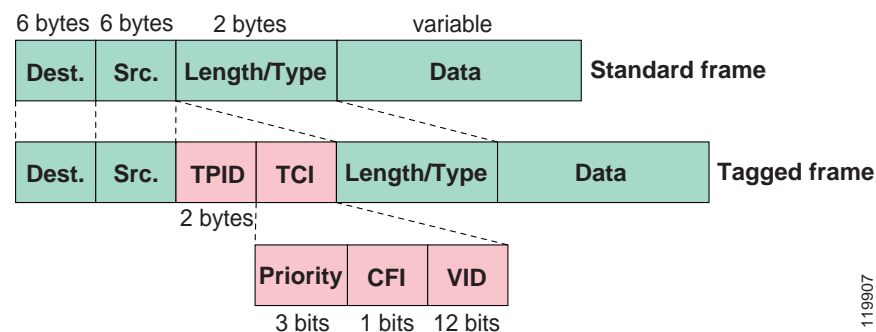 6 bytes 6 bytes 2 bytes variable
Dest. Src. Length/Type Data Standard frame
Dest. Src. TPID TCI Length/Type Data Tagged frame
2 bytes
Priority CFI VID
3 bits 1 bits 12 bits
119907